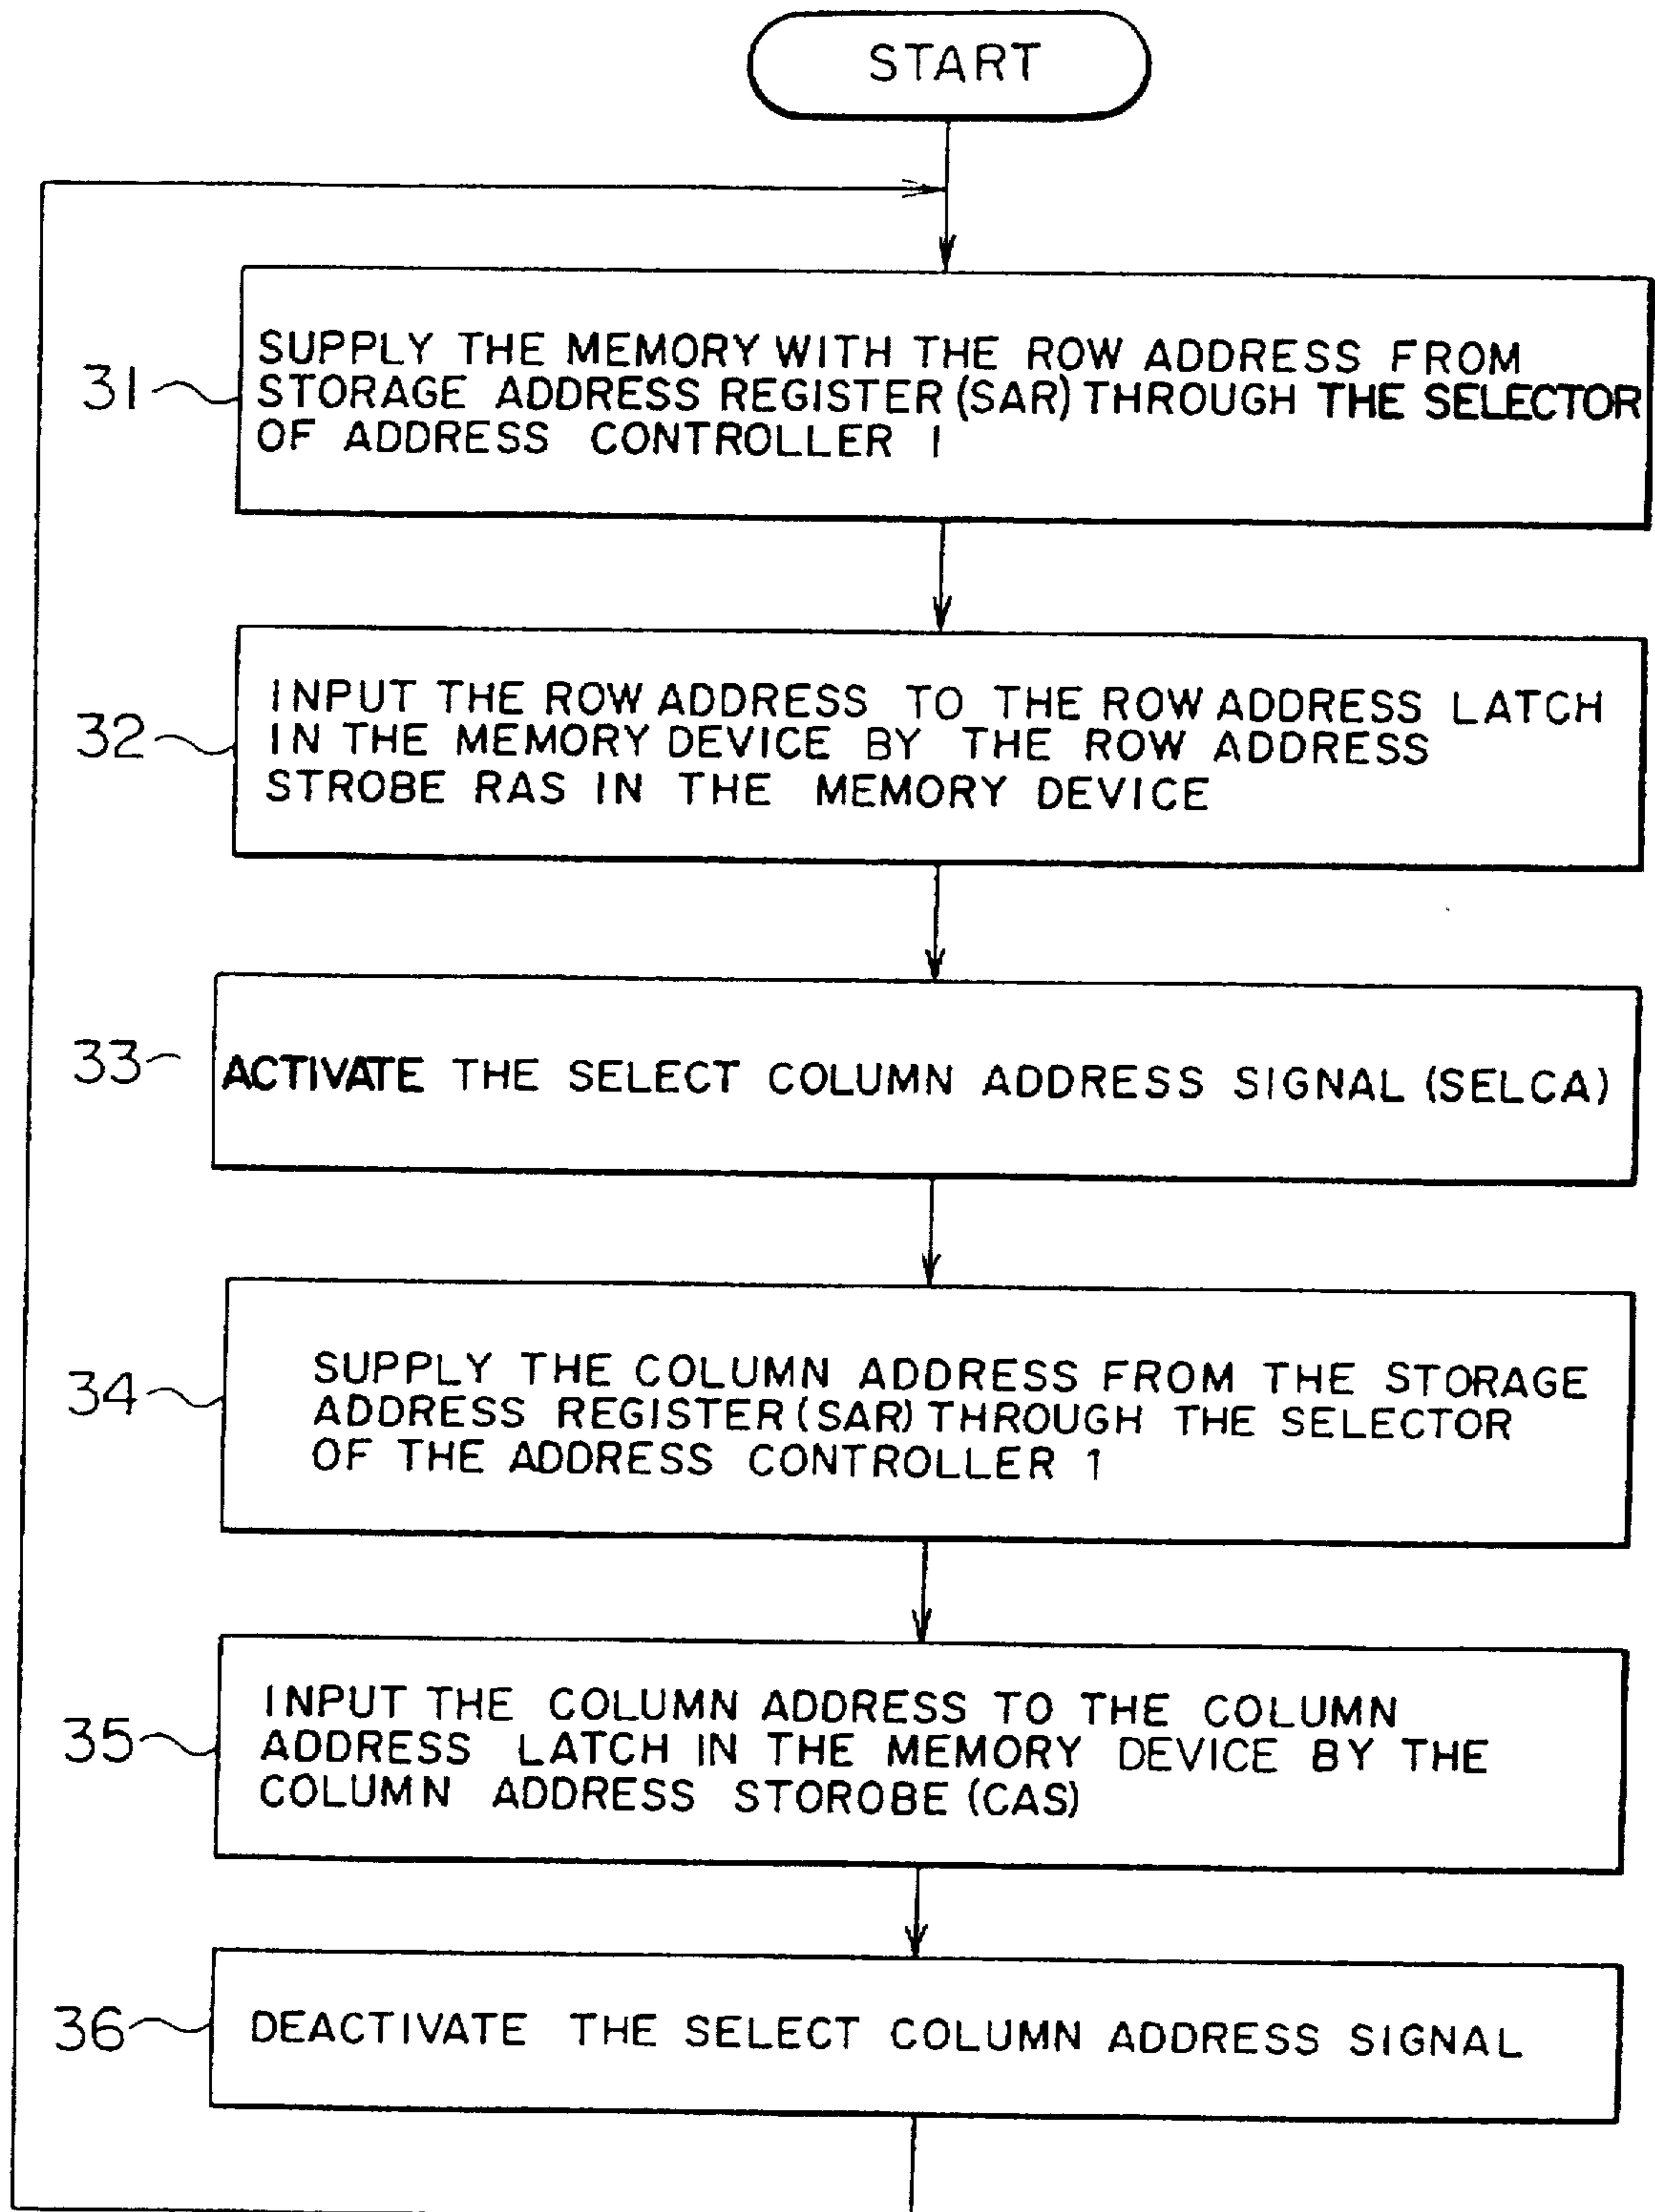 START
31
SUPPLY THE MEMORY WITH THE ROW ADDRESS FROM
STORAGE ADDRESS REGISTER (SAR) THROUGH THE SELECTOR
OF ADDRESS CONTROLLER 1
32
INPUT THE ROW ADDRESS TO THE ROW ADDRESS LATCH
IN THE MEMORY DEVICE BY THE ROW ADDRESS
STROBE RAS IN THE MEMORY DEVICE
33
ACTIVATE THE SELECT COLUMN ADDRESS SIGNAL (SELCA)
34
SUPPLY THE COLUMN ADDRESS FROM THE STORAGE
ADDRESS REGISTER (SAR) THROUGH THE SELECTOR
OF THE ADDRESS CONTROLLER 1
35
INPUT THE COLUMN ADDRESS TO THE COLUMN
ADDRESS LATCH IN THE MEMORY DEVICE BY THE
COLUMN ADDRESS STOROBE (CAS)
36
DEACTIVATE THE SELECT COLUMN ADDRESS SIGNAL